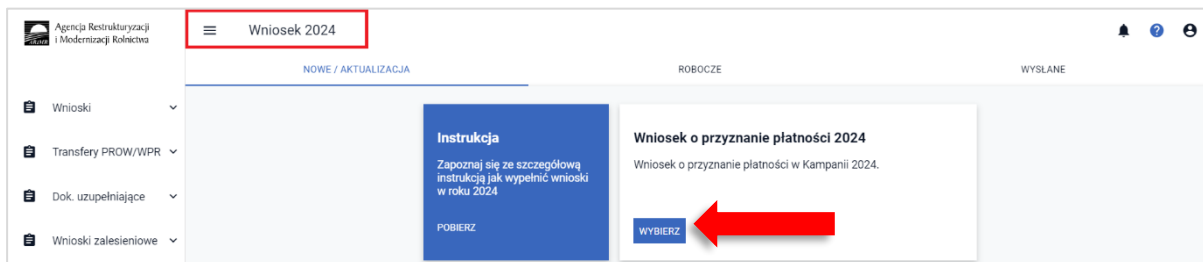 Agencja Restrukturyzacji
i Modernizacji Rolnictwa
Wniosek 2024
NOWE / AKTUALIZACJA
ROBOCZE
WYSŁANE
Wnioski
Transfery PROW/WPR
Dok. uzupełniające
Wnioski zalesieniowe
Instrukcja
Zapoznaj się ze szczegółową
instrukcją jak wypełnić wnioski
w roku 2024
POBIERZ
Wniosek o przyznanie płatności 2024
Wniosek o przyznanie płatności w Kampanii 2024.
WYBIERZ